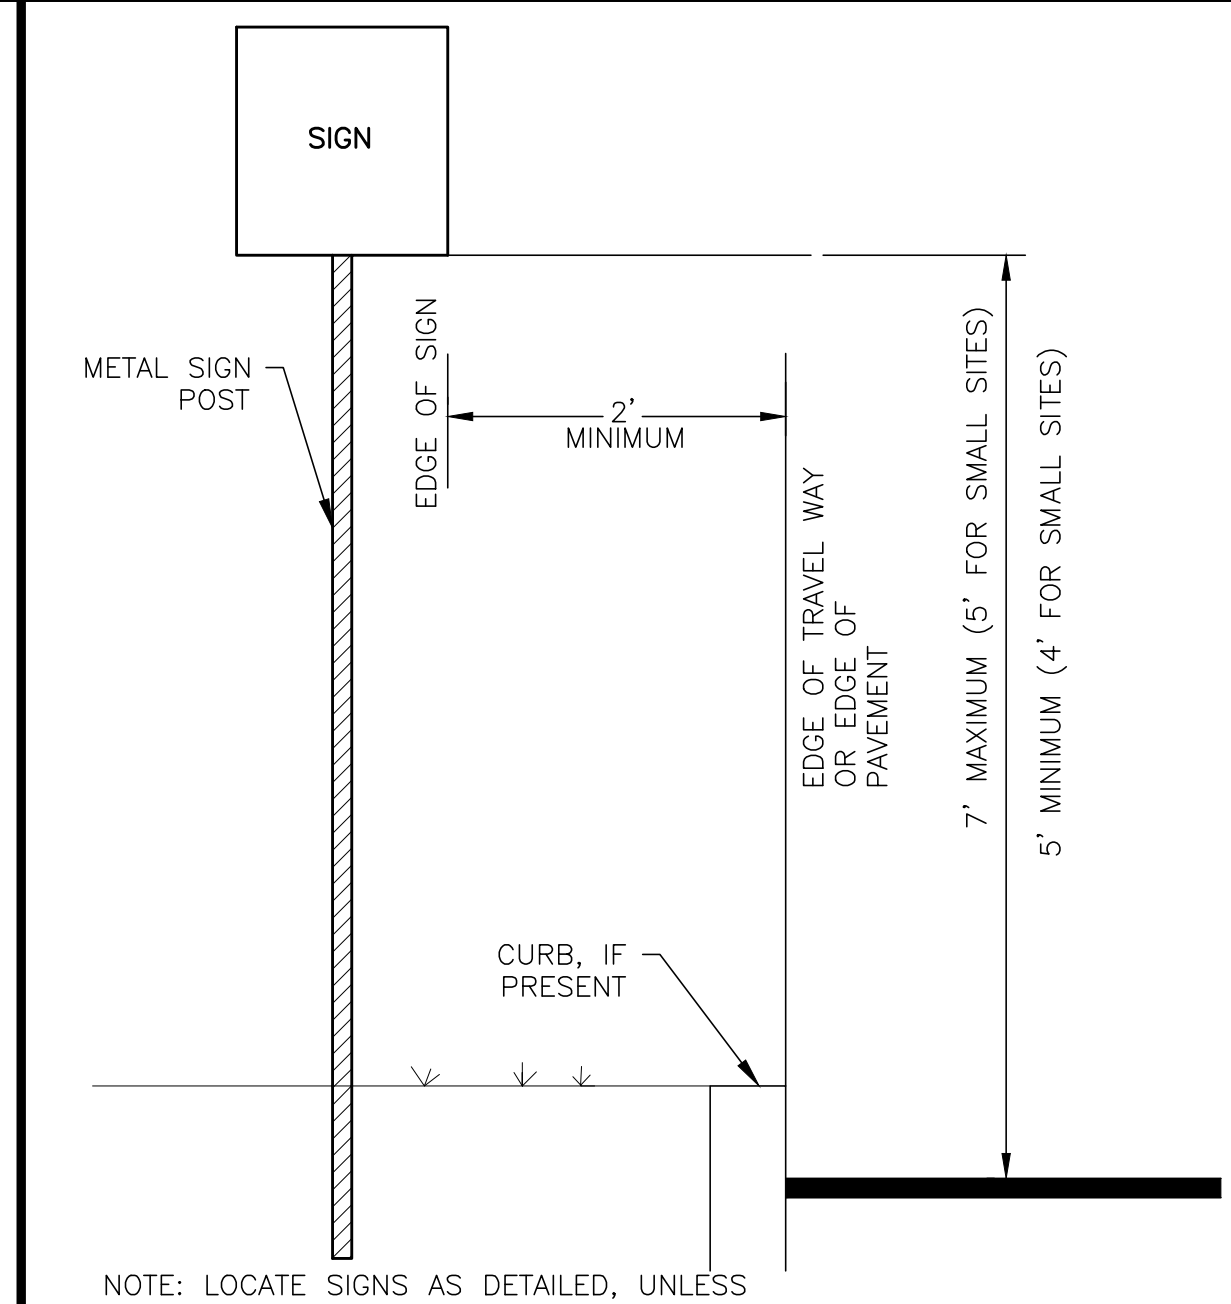 SIGN
METAL SIGN
POST
EDGE OF SIGN
2'
MINIMUM
EDGE OF TRAVEL WAY
OR EDGE OF
PAVEMENT
7' MAXIMUM (5' FOR SMALL SITES)
5' MINIMUM (4' FOR SMALL SITES)
CURB, IF
PRESENT
NOTE: LOCATE SIGNS AS DETAILED, UNLESS